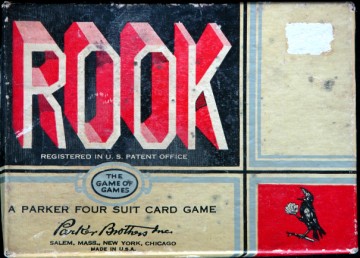 ROOK
REGISTERED IN U. S. PATENT OFFICE
THE
GAME OF
GAMES
A PARKER FOUR SUIT CARD GAME
Parker Brothers Inc.
SALEM, MASS., NEW YORK, CHICAGO
MADE IN U.S.A.